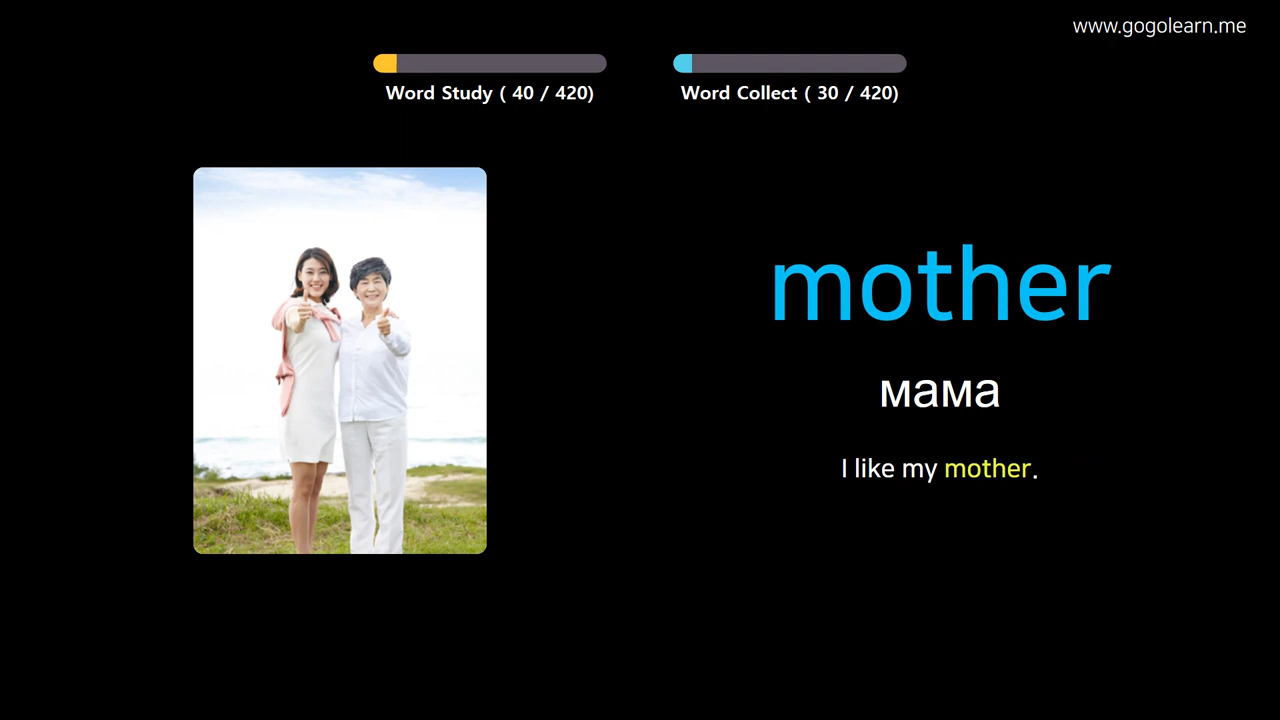 www.gogolearn.me
Word Study ( 40 / 420)
Word Collect ( 30 / 420)
mother
мама
I like my mother.